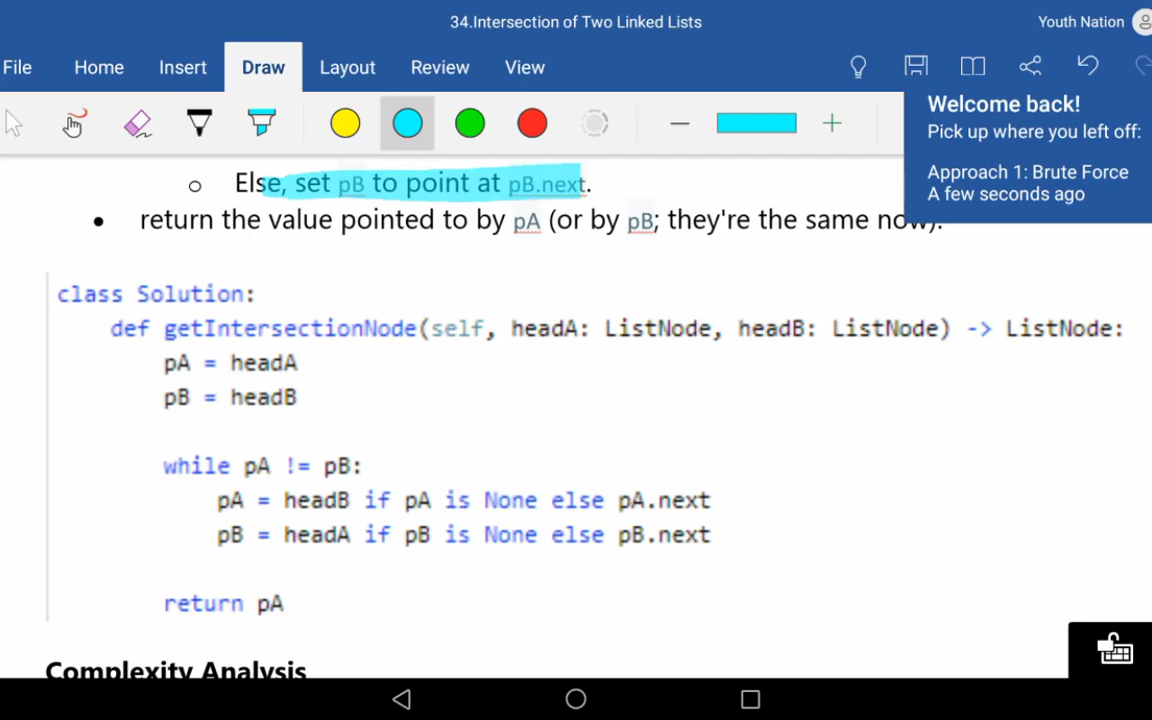 34.Intersection of Two Linked Lists
Youth Nation
File Home Insert Draw Layout Review View
Welcome back!
Pick up where you left off:
Approach 1: Brute Force
A few seconds ago
o Else, set pB to point at pB.next.
• return the value pointed to by pA (or by pB; they're the same now).
class Solution:
def getIntersectionNode(self, headA: ListNode, headB: ListNode) -> ListNode:
pA = headA
pB = headB
while pA != pB:
pA = headB if pA is None else pA.next
pB = headA if pB is None else pB.next
return pA
Complexity Analysis